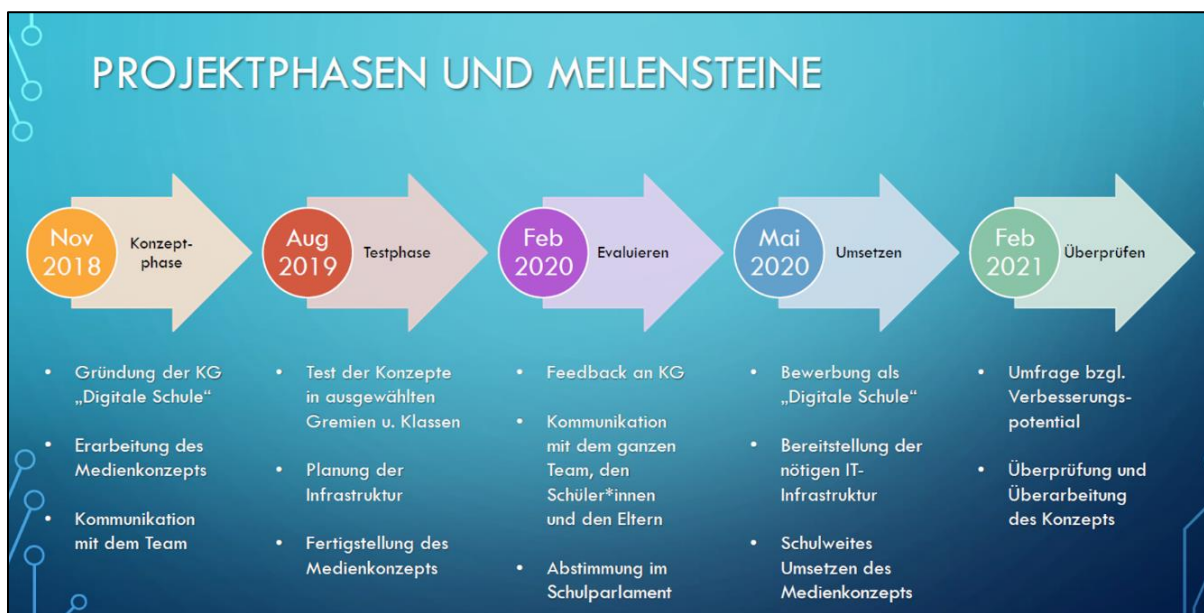 PROJEKTPHASEN UND MEILENSTEINE
Nov
2018
Konzept-
phase
Aug
2019
Testphase
Feb
2020
Evaluieren
Mai
2020
Umsetzen
Feb
2021
Überprüfen
• Gründung der KG
„Digitale Schule“
• Erarbeitung des
Medienkonzepts
• Kommunikation
mit dem Team
• Test der Konzepte
in ausgewählten
Gremien u. Klassen
• Planung der
Infrastruktur
• Fertigstellung des
Medienkonzepts
• Feedback an KG
• Kommunikation
mit dem ganzen
Team, den
Schüler*innen
und den Eltern
• Abstimmung im
Schulparlament
• Bewerbung als
„Digitale Schule“
• Bereitstellung der
nötigen IT-
Infrastruktur
• Schulweites
Umsetzen des
Medienkonzepts
• Umfrage bzgl.
Verbesserungs-
potential
• Überprüfung und
Überarbeitung
des Konzepts